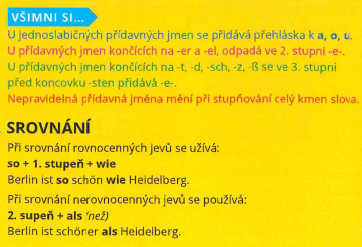 VŠIMNI SI...
U jednoslabičných přídavných jmen se přidává přehláska k a, o, u.
U přídavných jmen končících na -er a -el, odpadá ve 2. stupni -e-.
U přídavných jmen končících na -t, -d, -sch, -z, -ß se ve 3. stupni
před koncovku -sten přidává -e-.
Nepravidelná přídavná jména mění při stupňování celý kmen slova.
SROVNÁNÍ
Při srovnání rovnocenných jevů se užívá:
so + 1. stupeň + wie
Berlin ist so schön wie Heidelberg.
Při srovnání nerovnocenných jevů se používá:
2. supeň + als (než)
Berlin ist schöner als Heidelberg.